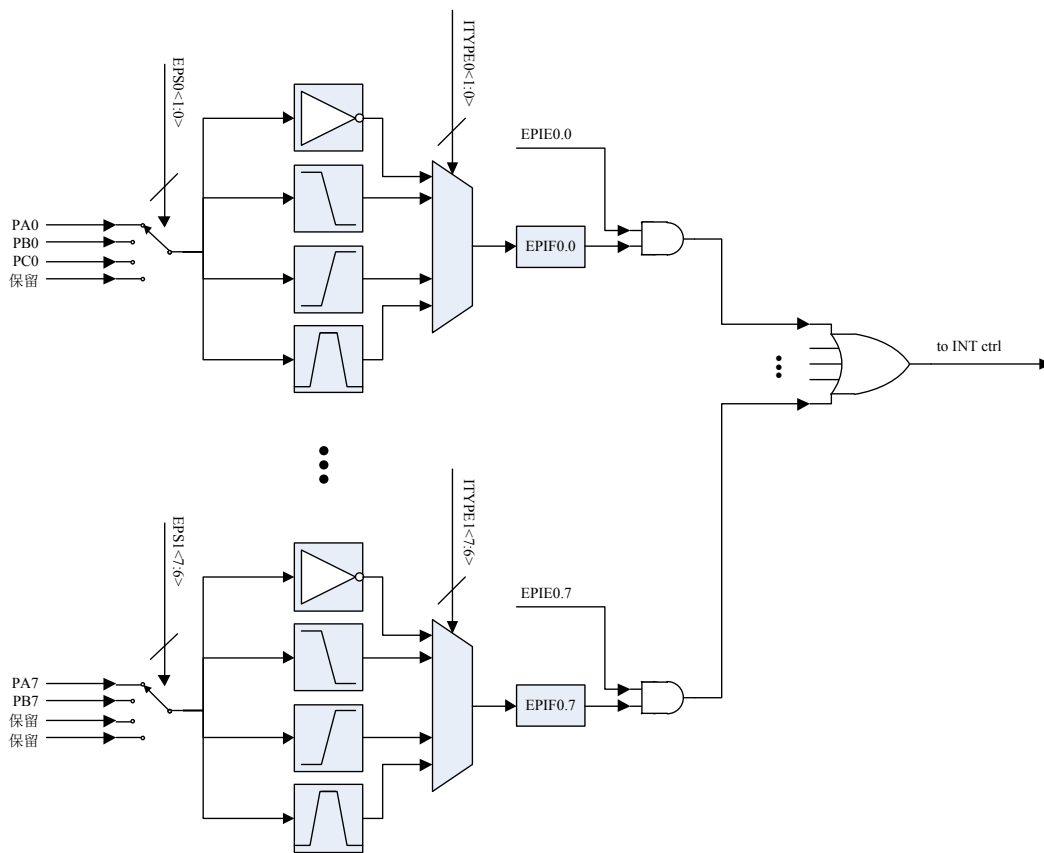 EPS0<1:0>
ITYPE0<1:0>
EPIE0.0
PA0
PB0
PC0
保留
EPIF0.0
to INT ctrl
EPS1<7:6>
ITYPE1<7:6>
EPIE0.7
PA7
PB7
保留
保留
EPIF0.7